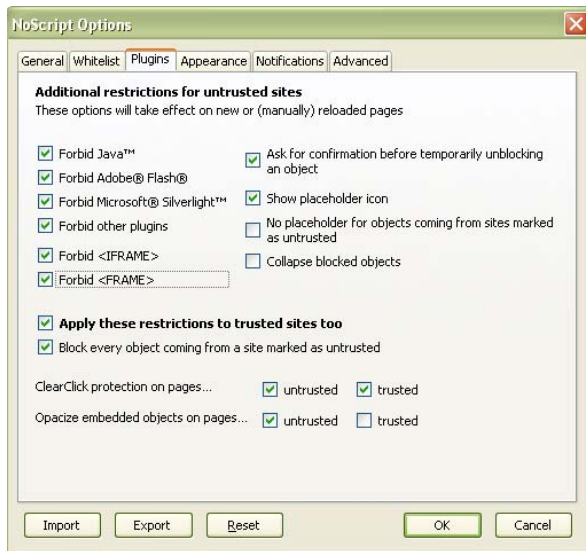 NoScript Options
General Whitelist Plugins Appearance Notifications Advanced
Additional restrictions for untrusted sites
These options will take effect on new or (manually) reloaded pages
Forbid Java™
Forbid Adobe® Flash®
Forbid Microsoft® Silverlight™
Forbid other plugins
Forbid <IFRAME>
Forbid <FRAME>
Ask for confirmation before temporarily unblocking
an object
Show placeholder icon
No placeholder for objects coming from sites marked
as untrusted
Collapse blocked objects
Apply these restrictions to trusted sites too
Block every object coming from a site marked as untrusted
ClearClick protection on pages... untrusted trusted
Opacize embedded objects on pages... untrusted trusted
Import Export Reset OK Cancel